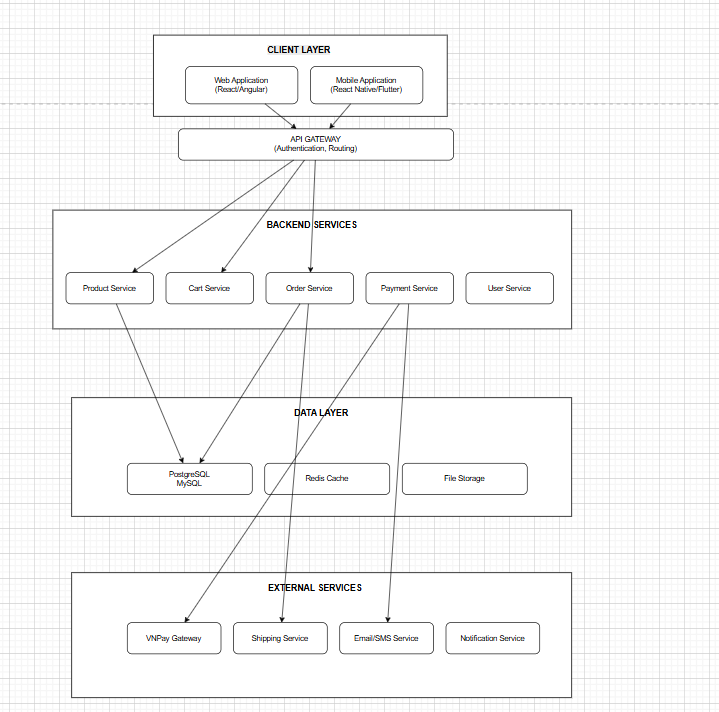 CLIENT LAYER
Web Application
(React/Angular)
Mobile Application
(React Native/Flutter)
API GATEWAY
(Authentication, Routing)
BACKEND SERVICES
Product Service
Cart Service
Order Service
Payment Service
User Service
DATA LAYER
PostgreSQL
MySQL
Redis Cache
File Storage
EXTERNAL SERVICES
VNPay Gateway
Shipping Service
Email/SMS Service
Notification Service